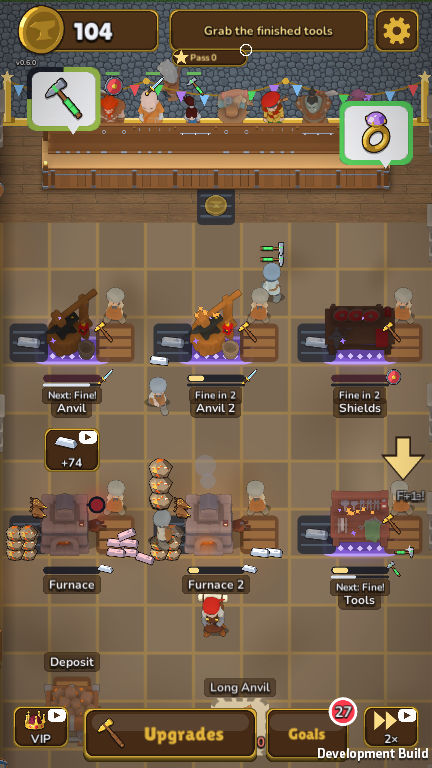 104
Grab the finished tools
Pass 0
v0.6.0
Next: Fine!
Anvil
Fine in 2
Anvil 2
Fine in 2
Shields
+74
F+1!
Furnace
Furnace 2
Next: Fine!
Tools
Deposit
Long Anvil
VIP
Upgrades
Goals
27
2×
Development Build